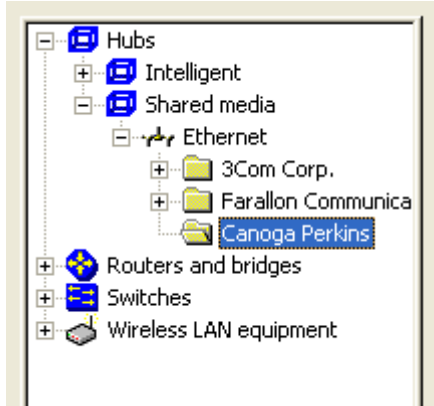 Hubs
Intelligent
Shared media
Ethernet
3Com Corp.
Farallon Communica
Canoga Perkins
Routers and bridges
Switches
Wireless LAN equipment